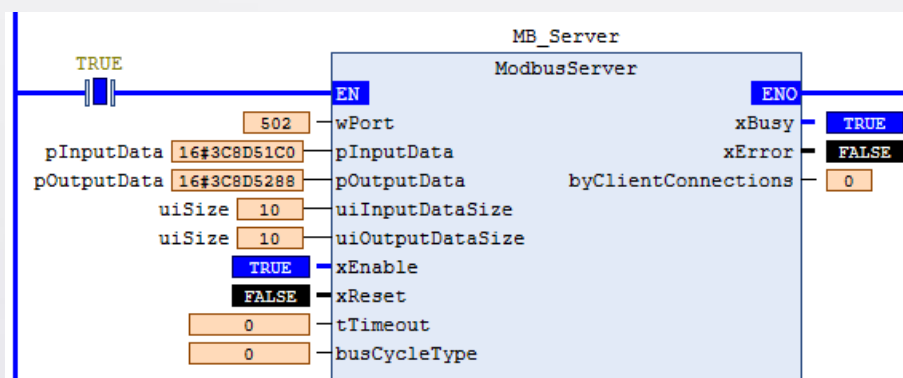 MB_Server
TRUE
ModbusServer
EN ENO
502 wPort xBusy TRUE
pInputData 16#3C8D51C0 pInputData xError FALSE
pOutputData 16#3C8D5288 pOutputData byClientConnections 0
uiSize 10 uiInputDataSize
uiSize 10 uiOutputDataSize
TRUE xEnable
FALSE xReset
0 tTimeout
0 busCycleType